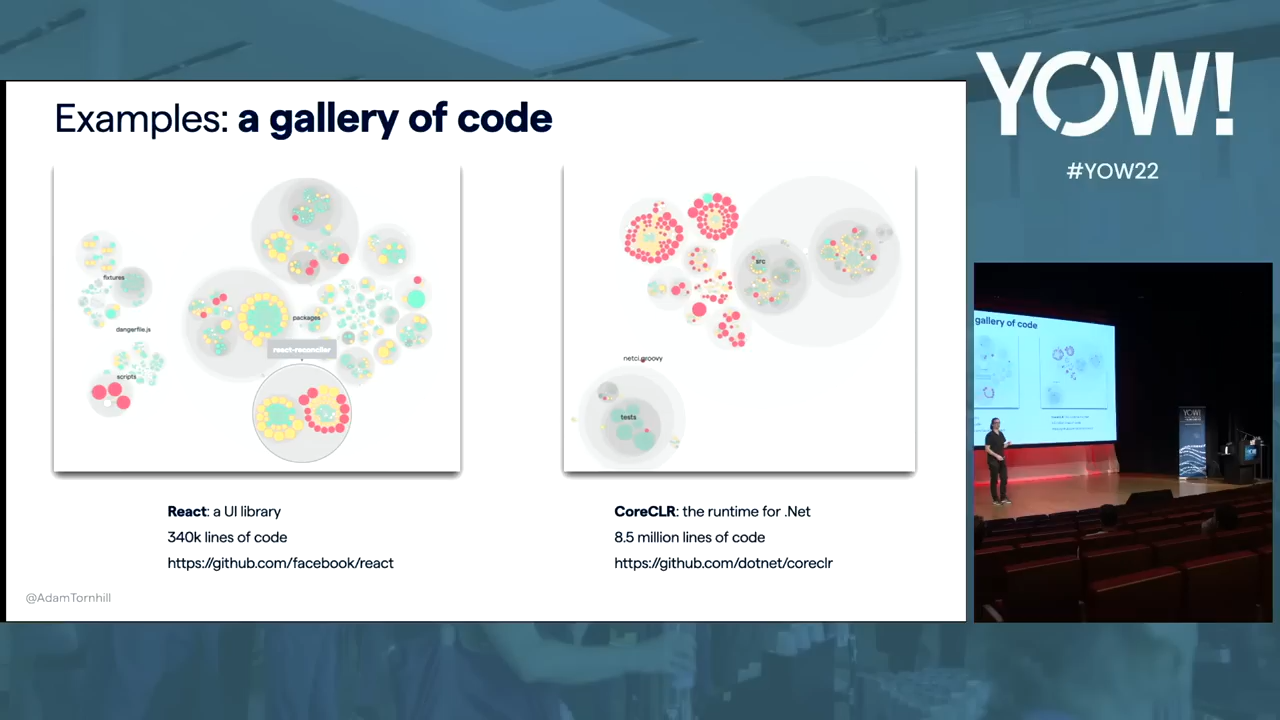 Examples: a gallery of code
fixtures
dangerfile.js
scripts
packages
react-reconciler
src
netci.groovy
tests
React: a UI library
340k lines of code
https://github.com/facebook/react
CoreCLR: the runtime for .Net
8.5 million lines of code
https://github.com/dotnet/coreclr
@AdamTornhill
YOW!
#YOW22
gallery of code
YOW!